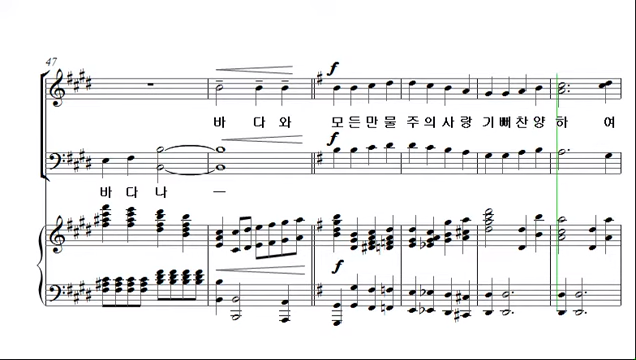 47
f
바 다 와 모 든 만 물 주 의 사 랑 기 뻐 찬 양 하 여
f
바 다 나
f